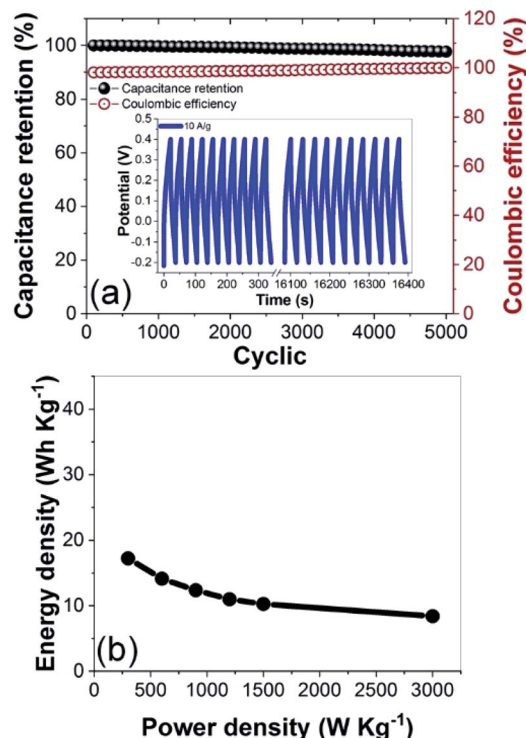 Capacitance retention (%)
100
80
60
40
20
0
Capacitance retention
Coulombic efficiency
Potential (V)
0.5
0.4
0.3
0.2
0.1
0.0
-0.1
-0.2
10 A/g
0 100 200 300 16100 16200 16300 16400
Time (s)
(a)
0 1000 2000 3000 4000 5000
Cyclic
120
100
80
60
40
20
0
Coulombic efficiency (%)
Energy density (Wh Kg⁻¹)
40
30
20
10
0
(b)
0 500 1000 1500 2000 2500 3000
Power density (W Kg⁻¹)